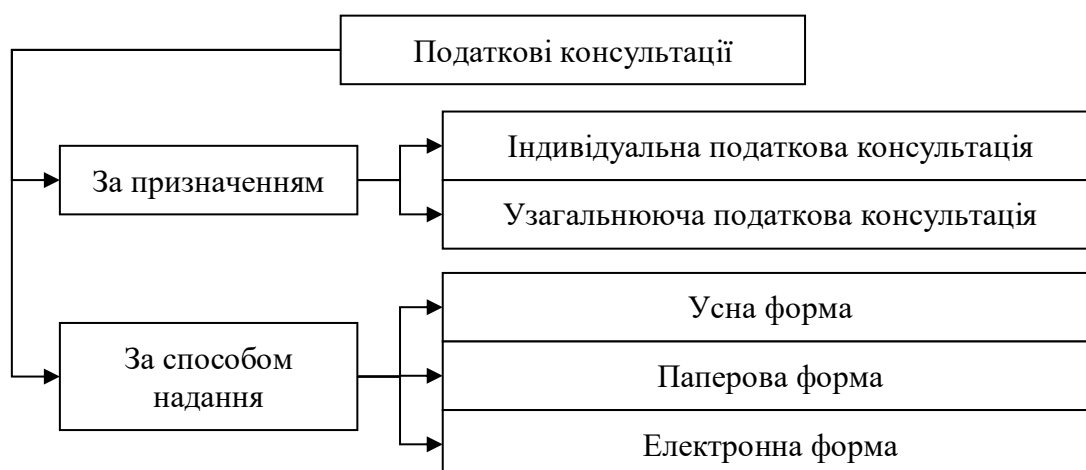 Податкові консультації
За призначенням
Індивідуальна податкова консультація
Узагальнююча податкова консультація
За способом
надання
Усна форма
Паперова форма
Електронна форма